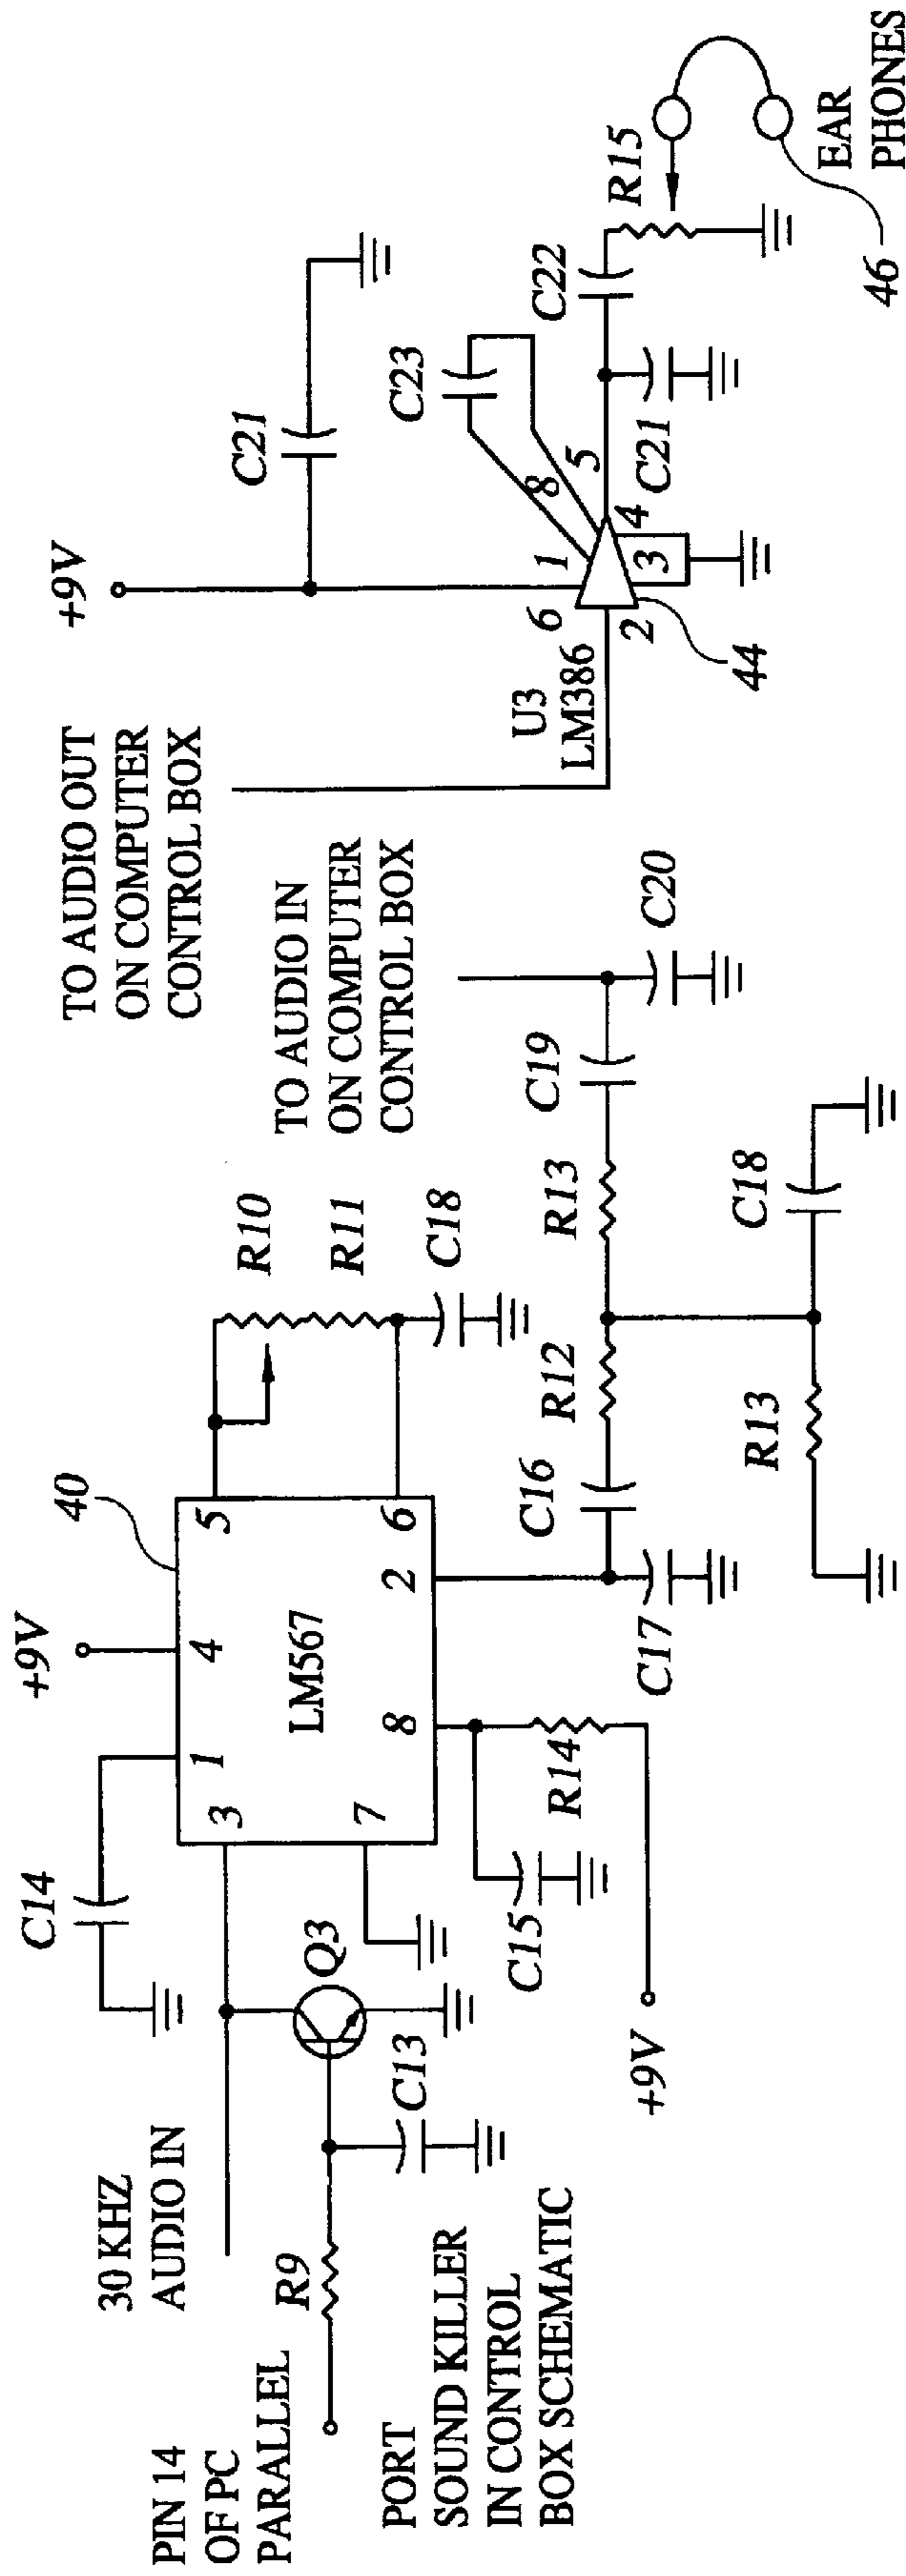 PIN 14
OF PC
PARALLEL
PORT
SOUND KILLER
IN CONTROL
BOX SCHEMATIC
30 KHZ
AUDIO IN
R9
C13
Q3
C14
+9V
40
1
4
3
5
LM567
7
8
2
6
C15
R14
+9V
R10
R11
C18
C17
C16
R12
R13
C19
C20
R13
C18
TO AUDIO IN
ON COMPUTER
CONTROL BOX
TO AUDIO OUT
ON COMPUTER
CONTROL BOX
+9V
C21
U3
LM386
6
1
8
5
2
3
4
44
C23
C21
C22
R15
46
EAR
PHONES